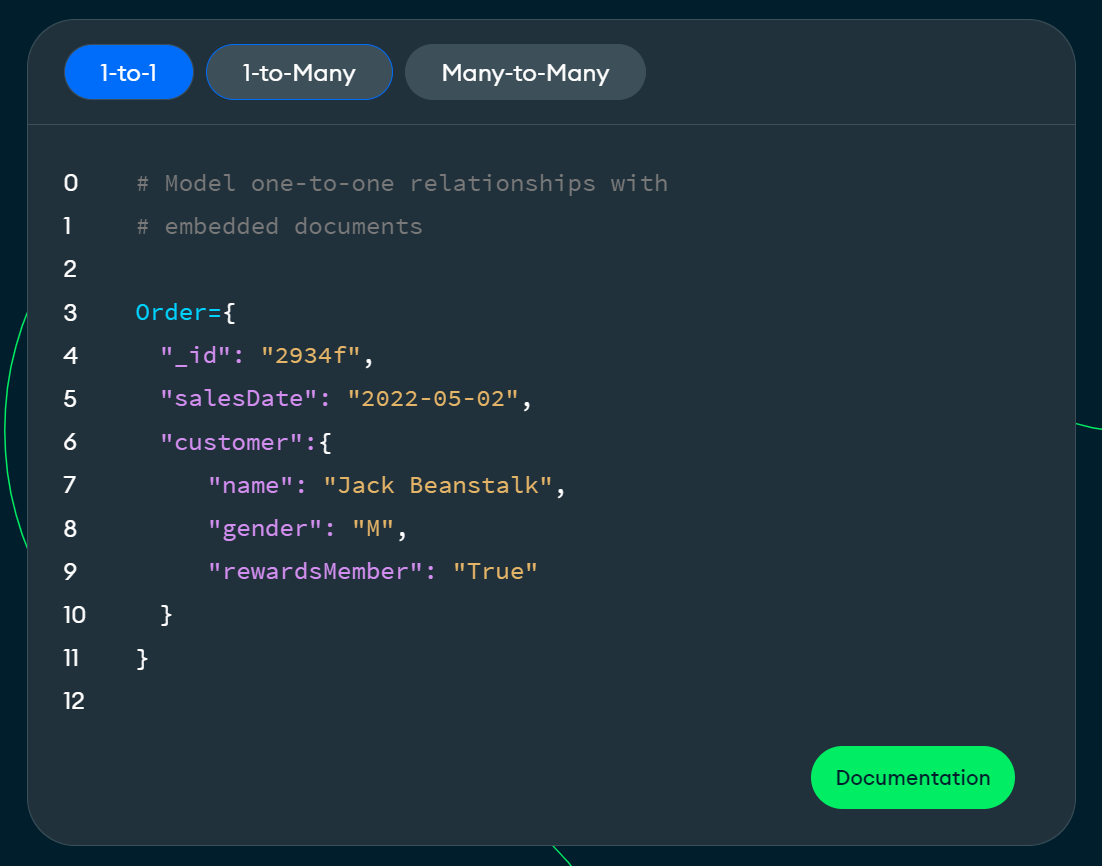 1-to-1 1-to-Many Many-to-Many
0 # Model one-to-one relationships with
1 # embedded documents
2
3 Order={
4 "_id": "2934f",
5 "salesDate": "2022-05-02",
6 "customer":{
7 "name": "Jack Beanstalk",
8 "gender": "M",
9 "rewardsMember": "True"
10 }
11 }
12
Documentation